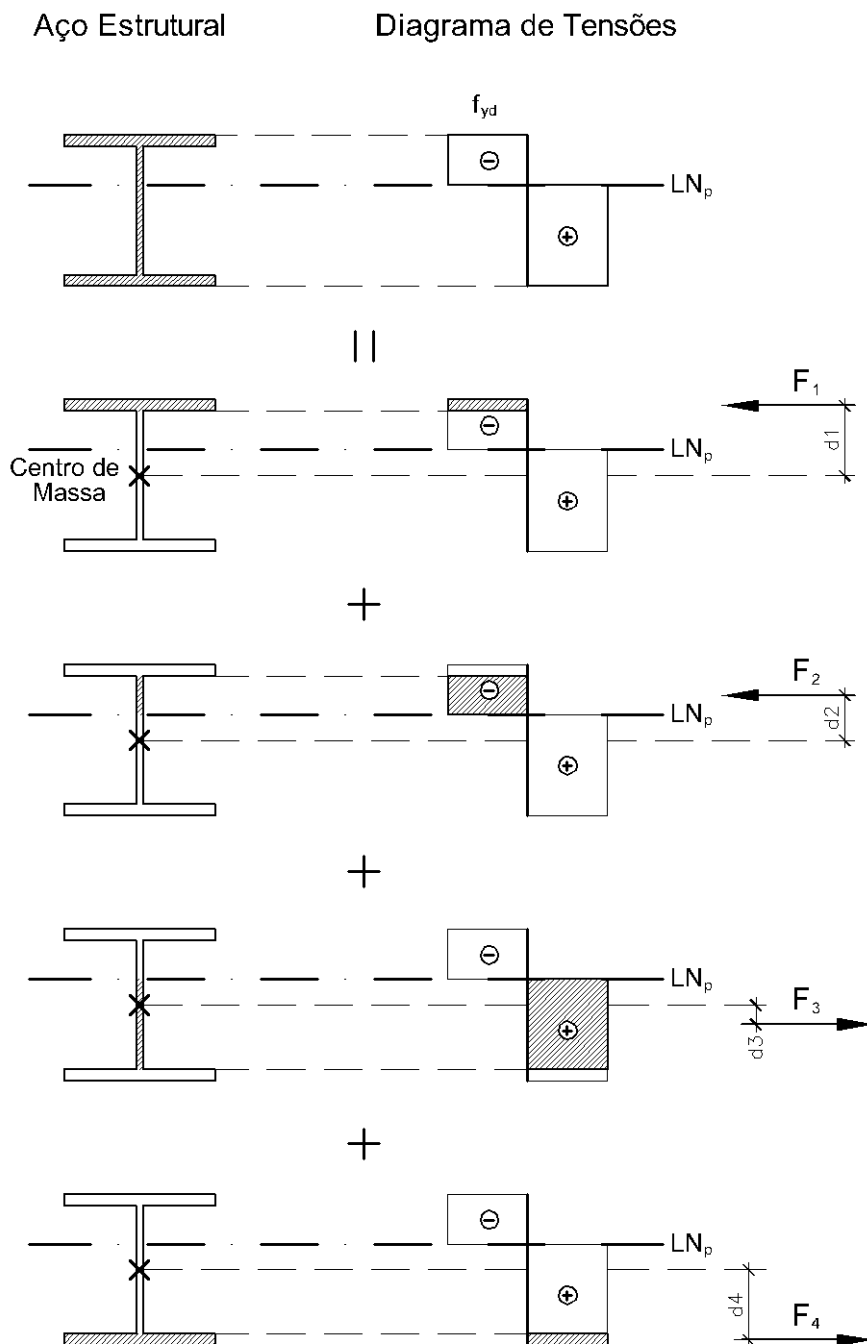 Aço Estrutural Diagrama de Tensões
f_yd
⊖
LN_p
⊕
||
F_1
d1
⊖
LN_p
Centro de
Massa
⊕
+
F_2
d2
⊖
LN_p
⊕
+
⊖
LN_p
F_3
d3
⊕
+
⊖
LN_p
d4
⊕
F_4